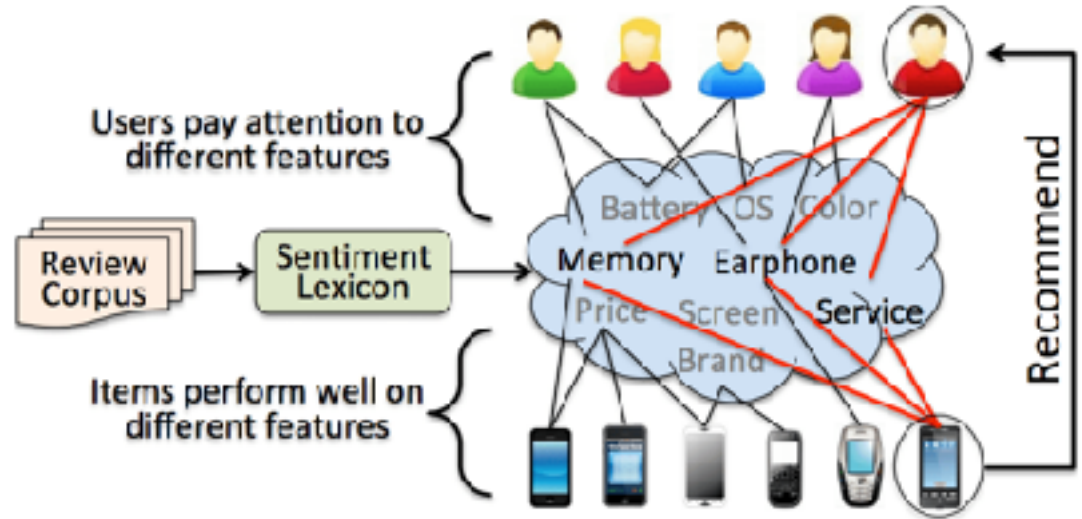 Users pay attention to
different features
Battery OS Color
Review
Corpus
Sentiment
Lexicon
Memory Earphone
Price Screen Service
Brand
Items perform well on
different features
Recommend